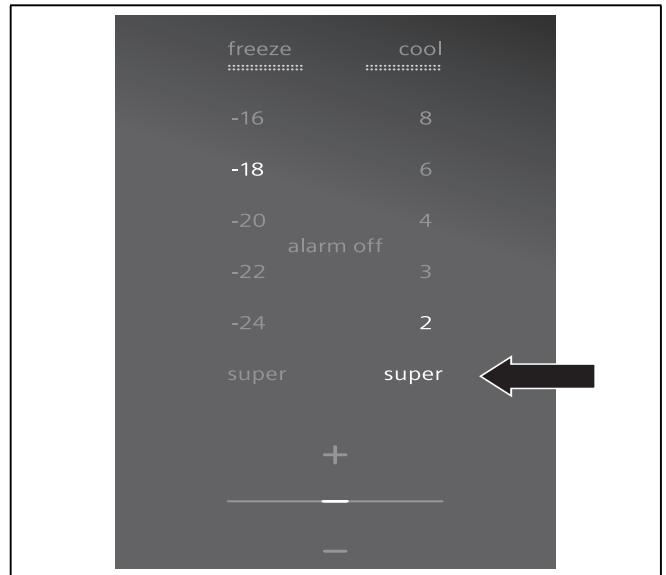 freeze cool
-16 8
-18 6
-20 4
alarm off
-22 3
-24 2
super super
+
−